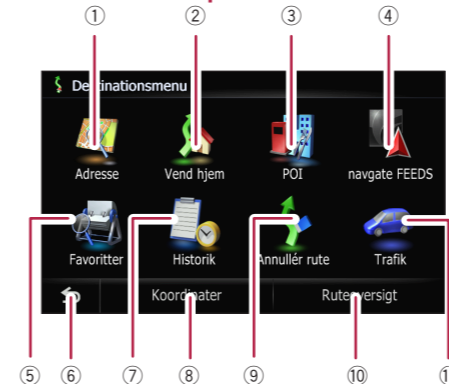 ① ② ③ ④
Destinationsmenu
Adresse Vend hjem POI navgate FEEDS
Favoritter Historik Annullér rute Trafik
Koordinater Ruteoversigt
⑤ ⑥ ⑦ ⑧ ⑨ ⑩